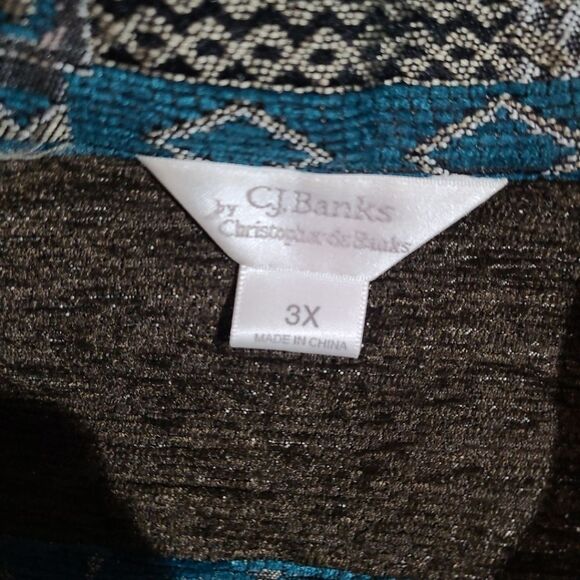 C.J. Banks
by Christopher & Banks
3X
MADE IN CHINA